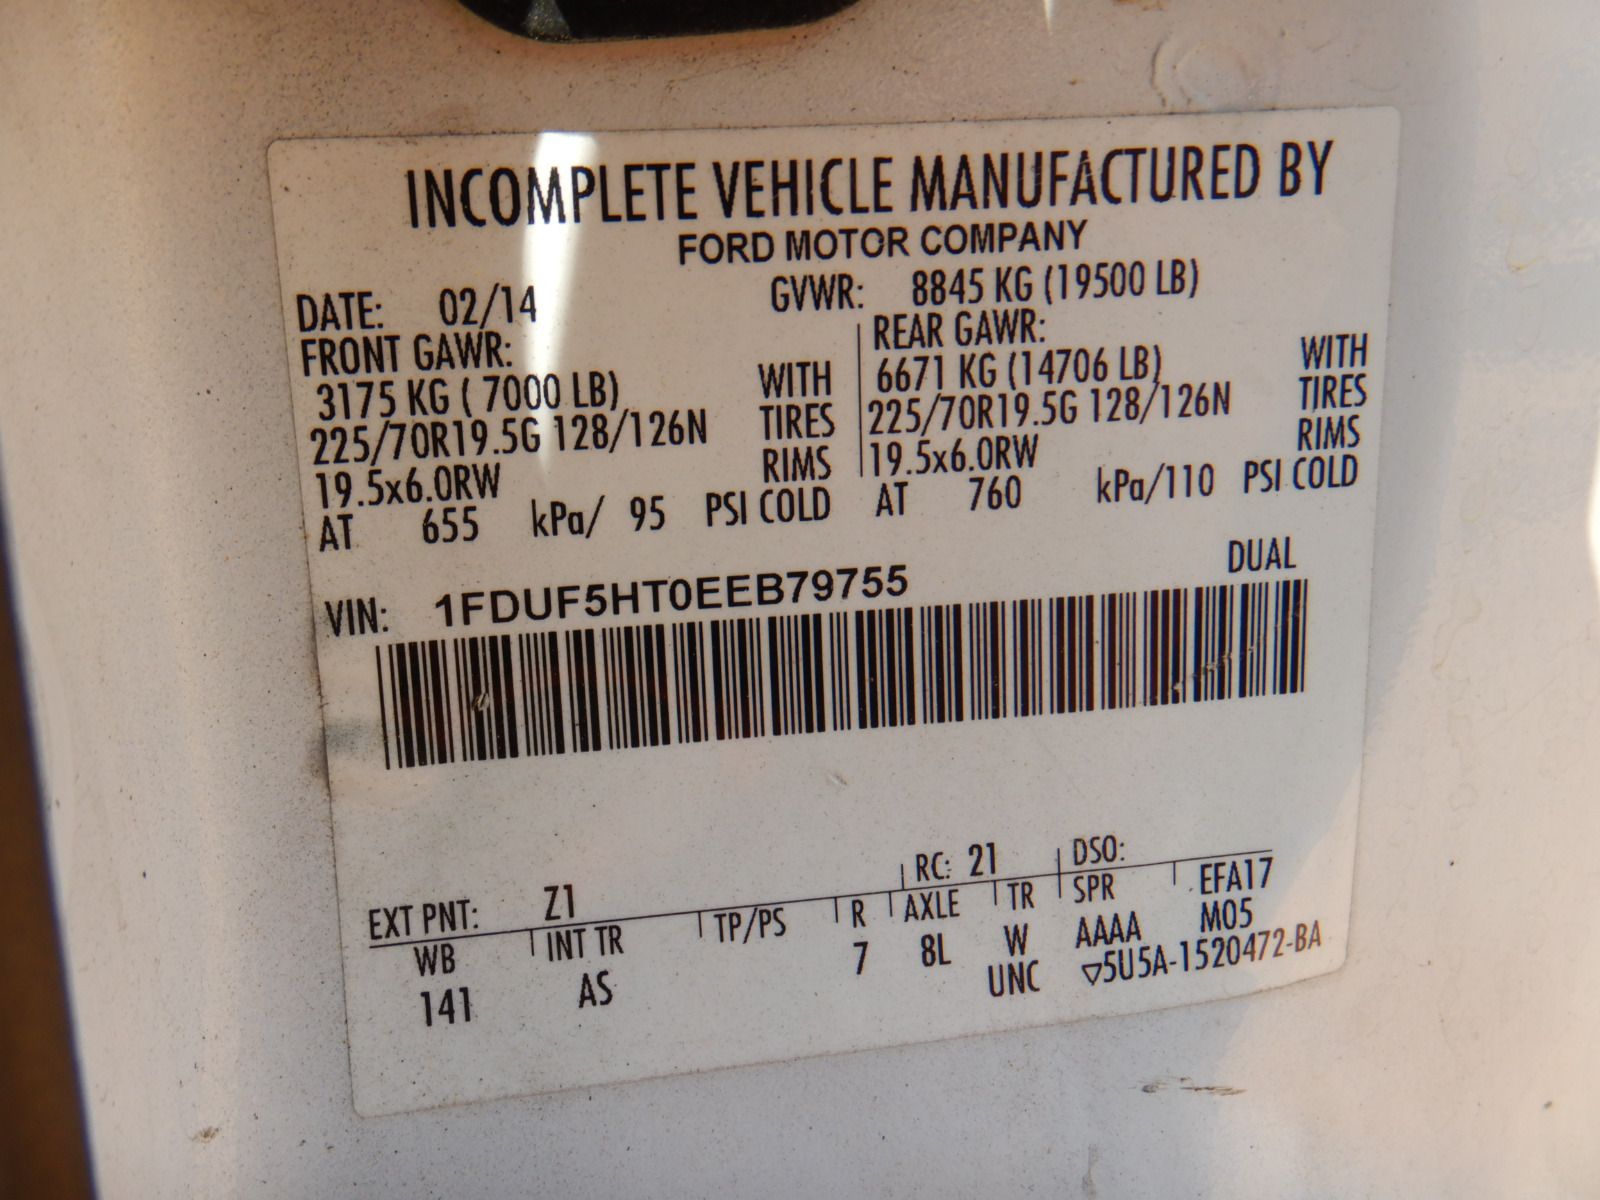 INCOMPLETE VEHICLE MANUFACTURED BY
FORD MOTOR COMPANY
DATE: 02/14 GVWR: 8845 KG (19500 LB)
FRONT GAWR: REAR GAWR:
3175 KG ( 7000 LB) WITH 6671 KG (14706 LB) WITH
225/70R19.5G 128/126N TIRES 225/70R19.5G 128/126N TIRES
19.5x6.0RW RIMS 19.5x6.0RW RIMS
AT 655 kPa/ 95 PSI COLD AT 760 kPa/110 PSI COLD
DUAL
VIN: 1FDUF5HT0EEB79755
EXT PNT: Z1 RC: 21 DSO:
WB INT TR TP/PS R AXLE TR SPR EFA17
141 AS 7 8L W AAAA M05
UNC ▽5U5A-1520472-BA